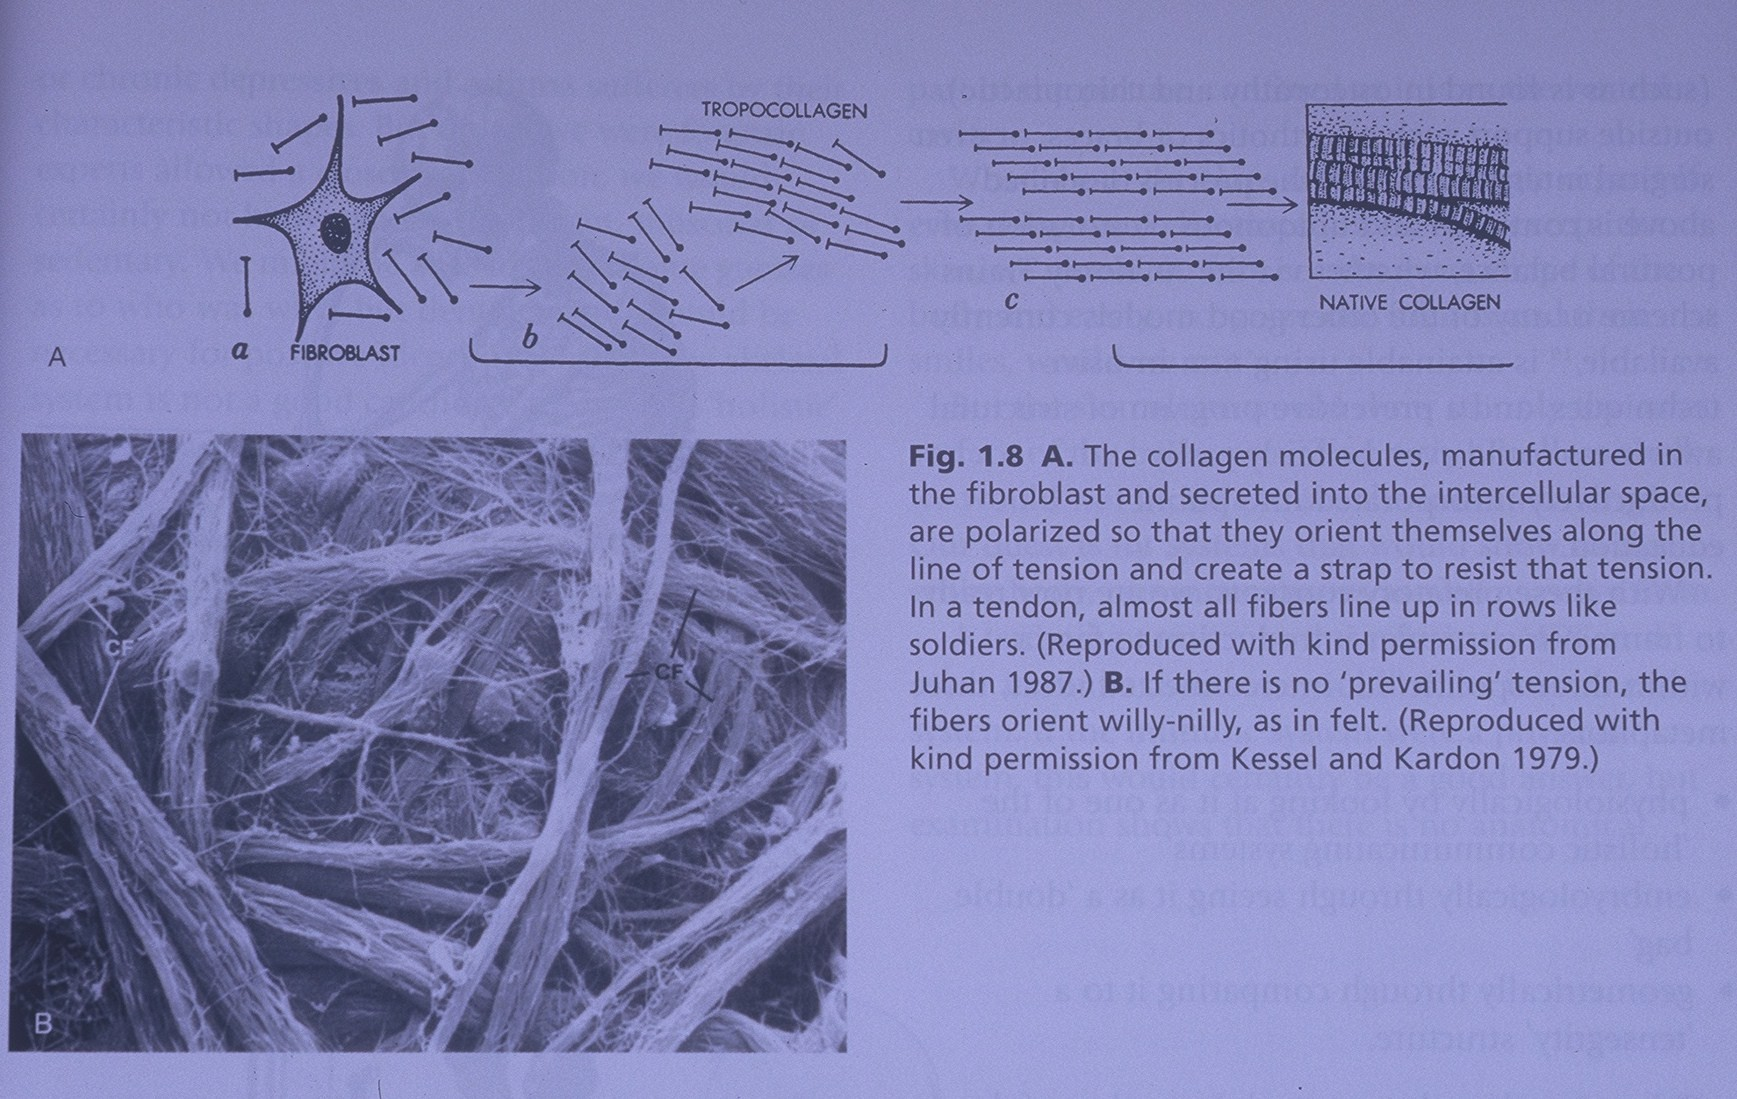 TROPOCOLLAGEN
a
FIBROBLAST
b
c
NATIVE COLLAGEN
A
CF
CF
B
Fig. 1.8 A. The collagen molecules, manufactured in
the fibroblast and secreted into the intercellular space,
are polarized so that they orient themselves along the
line of tension and create a strap to resist that tension.
In a tendon, almost all fibers line up in rows like
soldiers. (Reproduced with kind permission from
Juhan 1987.) B. If there is no ‘prevailing’ tension, the
fibers orient willy-nilly, as in felt. (Reproduced with
kind permission from Kessel and Kardon 1979.)